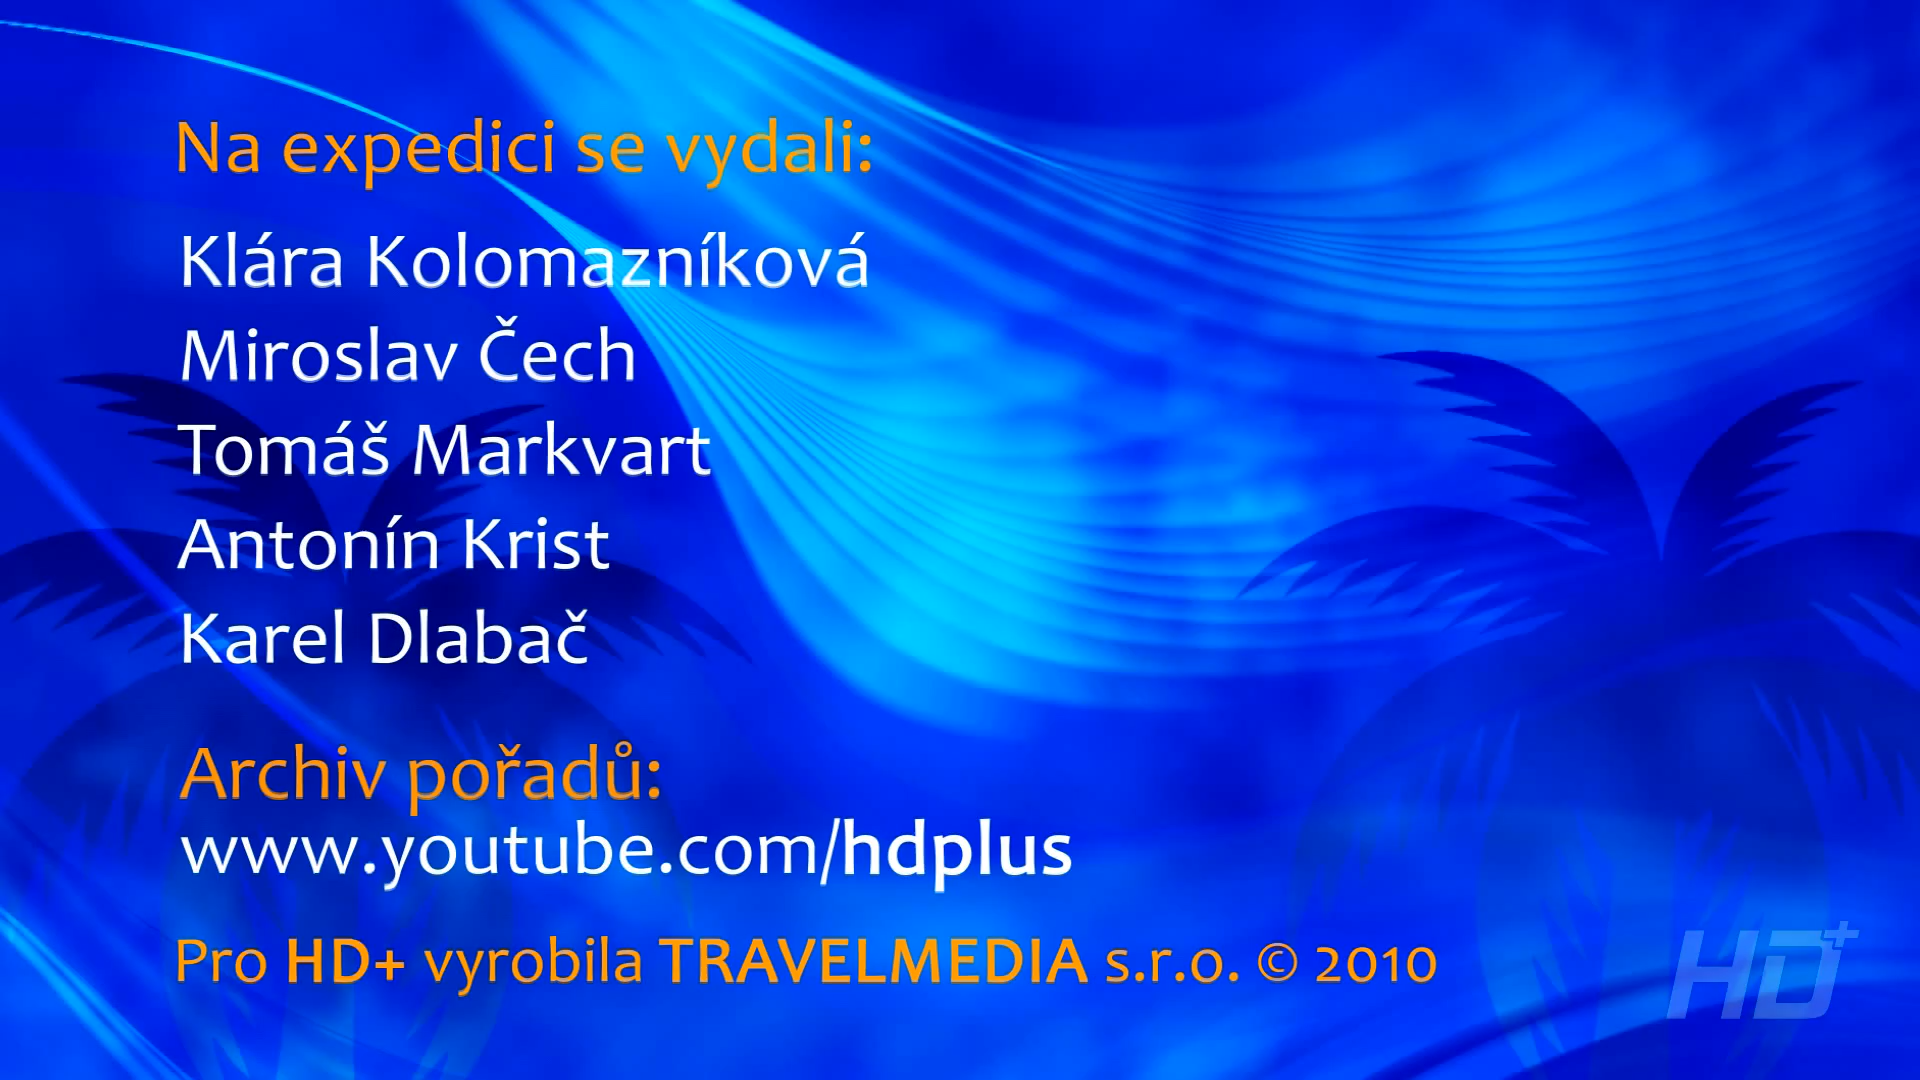 Na expedici se vydali:
Klára Kolomazníková
Miroslav Čech
Tomáš Markvart
Antonín Krist
Karel Dlabač
Archiv pořadů:
www.youtube.com/hdplus
Pro HD+ vyrobila TRAVELMEDIA s.r.o. © 2010
HD+